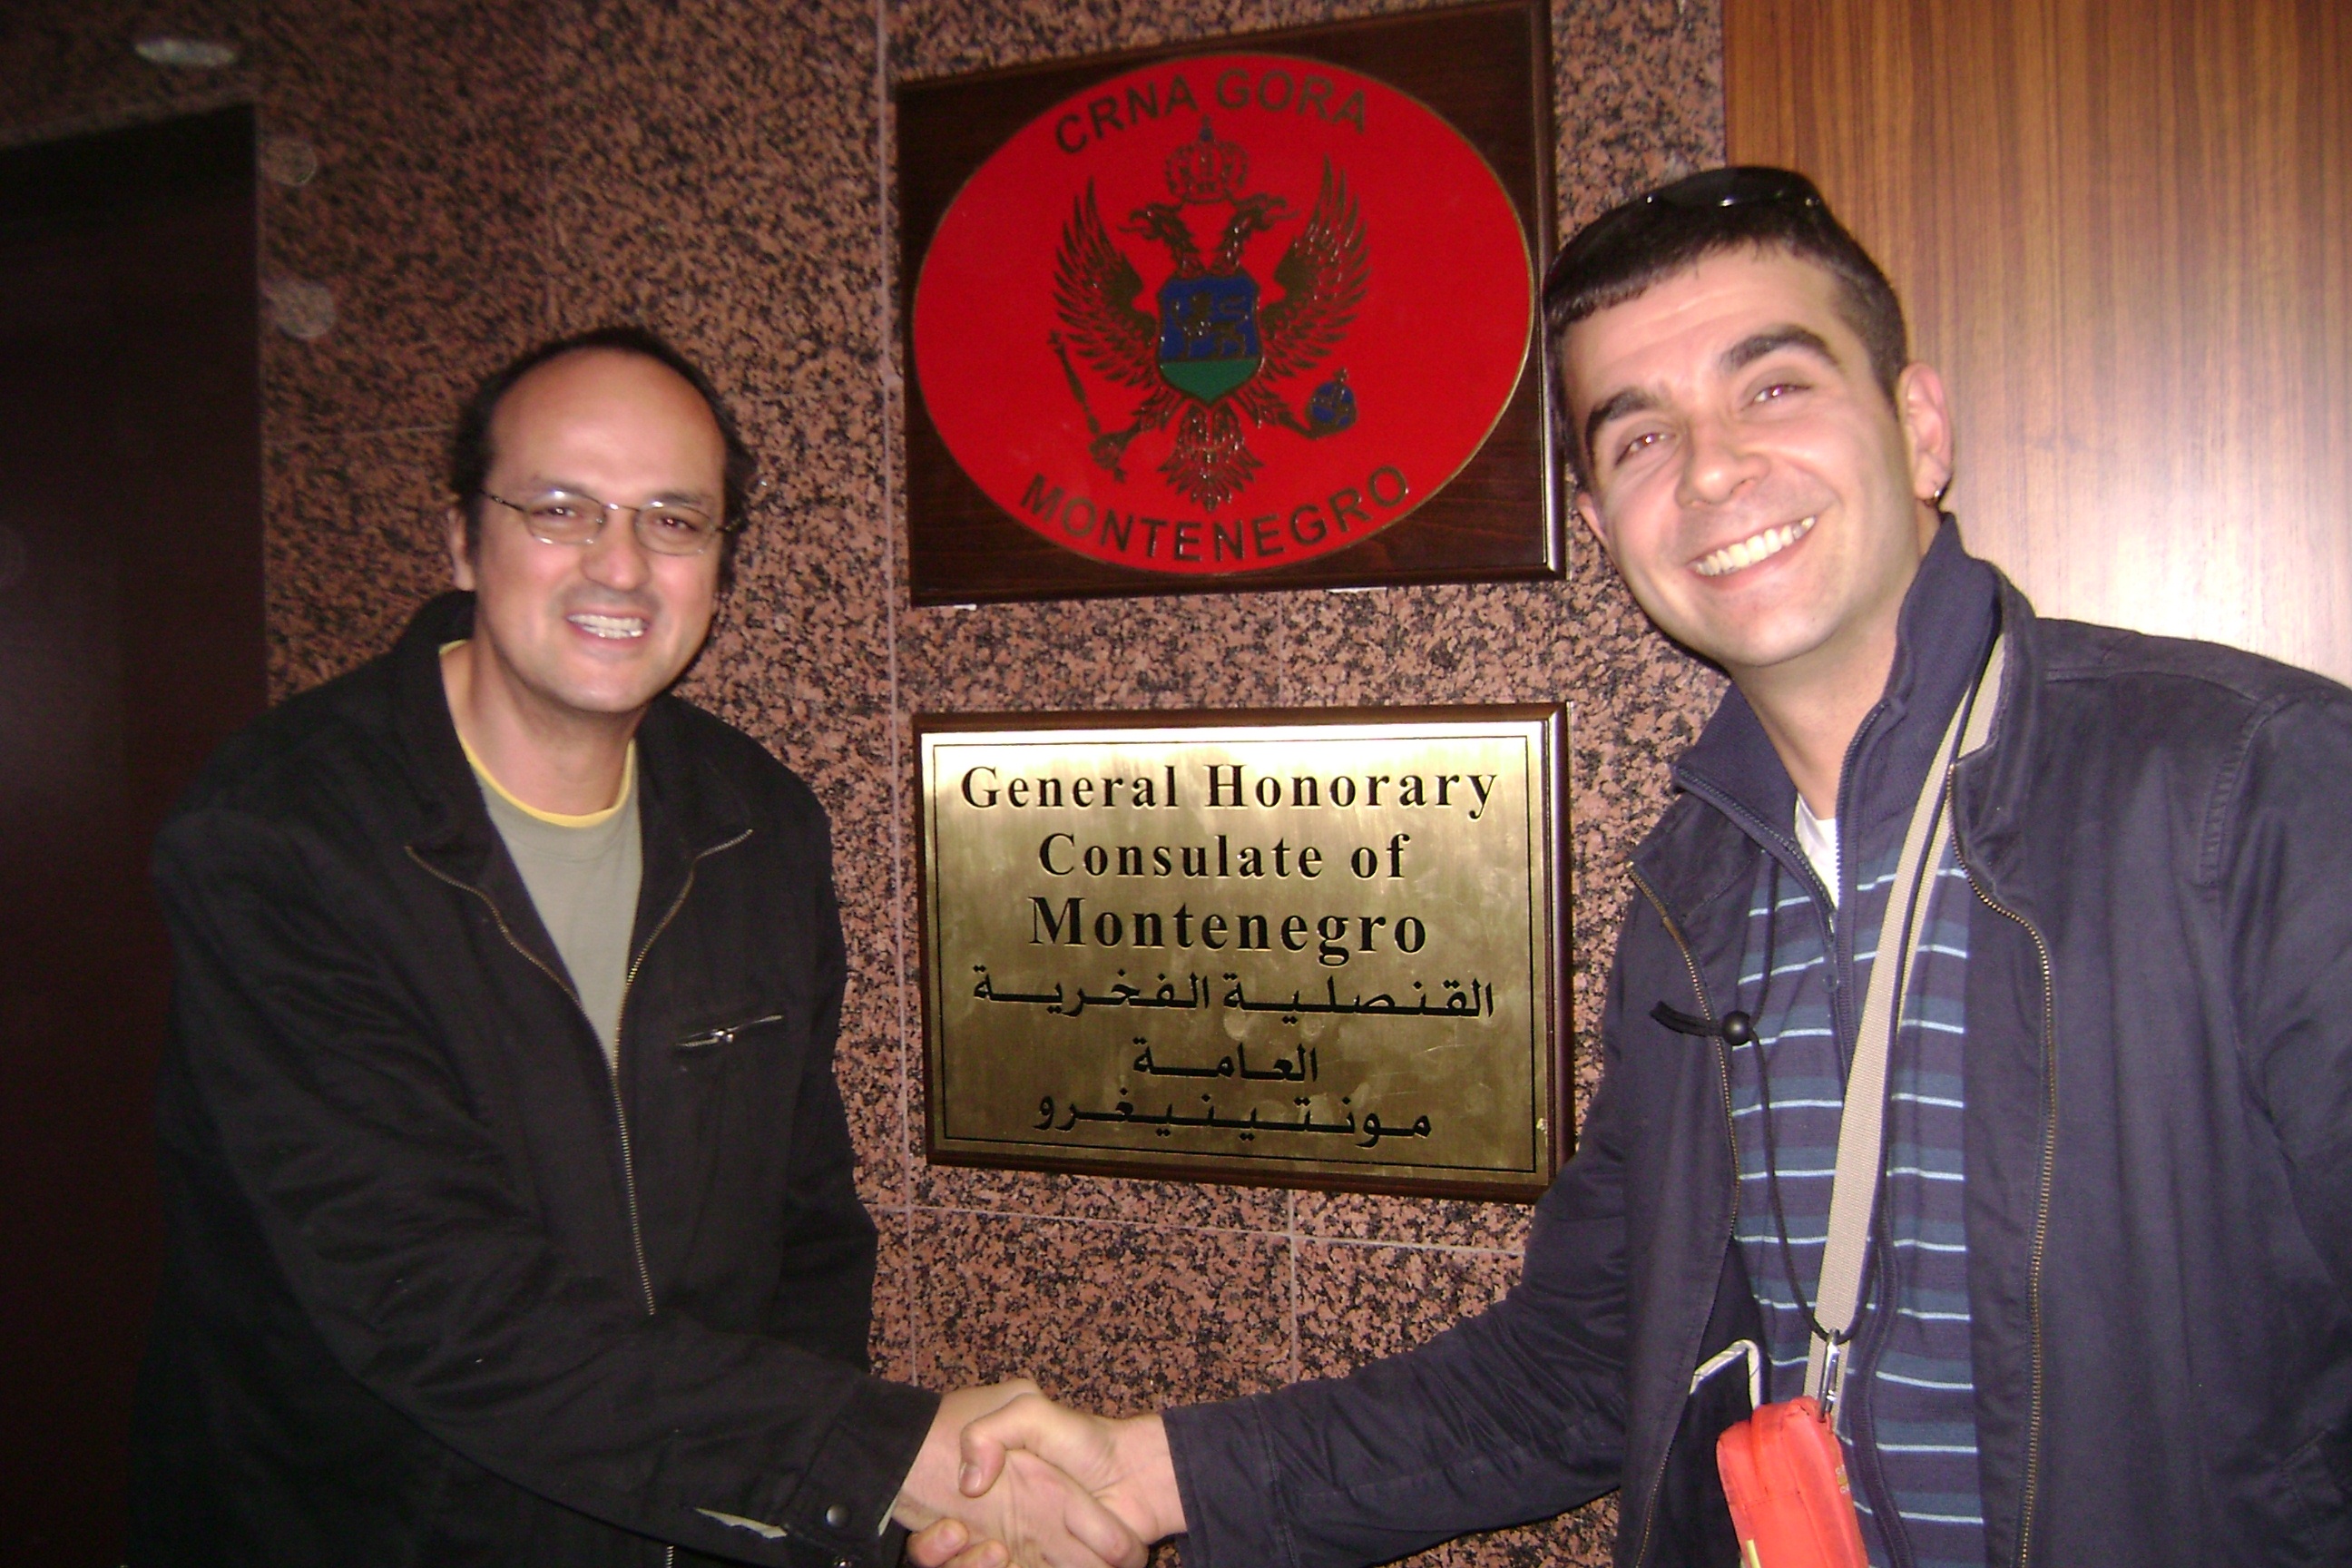 CRNA GORA
MONTENEGRO
General Honorary
Consulate of
Montenegro
القنصلية الفخرية
العامة
مونتينيغرو